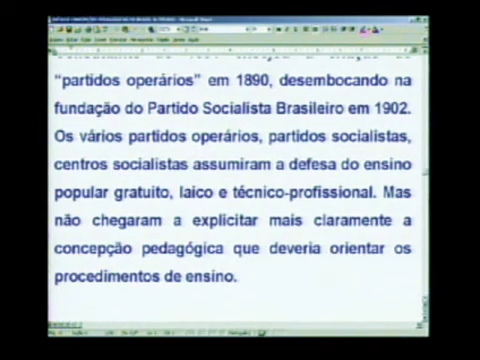 "partidos operários" em 1890, desembocando na
fundação do Partido Socialista Brasileiro em 1902.
Os vários partidos operários, partidos socialistas,
centros socialistas assumiram a defesa do ensino
popular gratuito, laico e técnico-profissional. Mas
não chegaram a explicitar mais claramente a
concepção pedagógica que deveria orientar os
procedimentos de ensino.